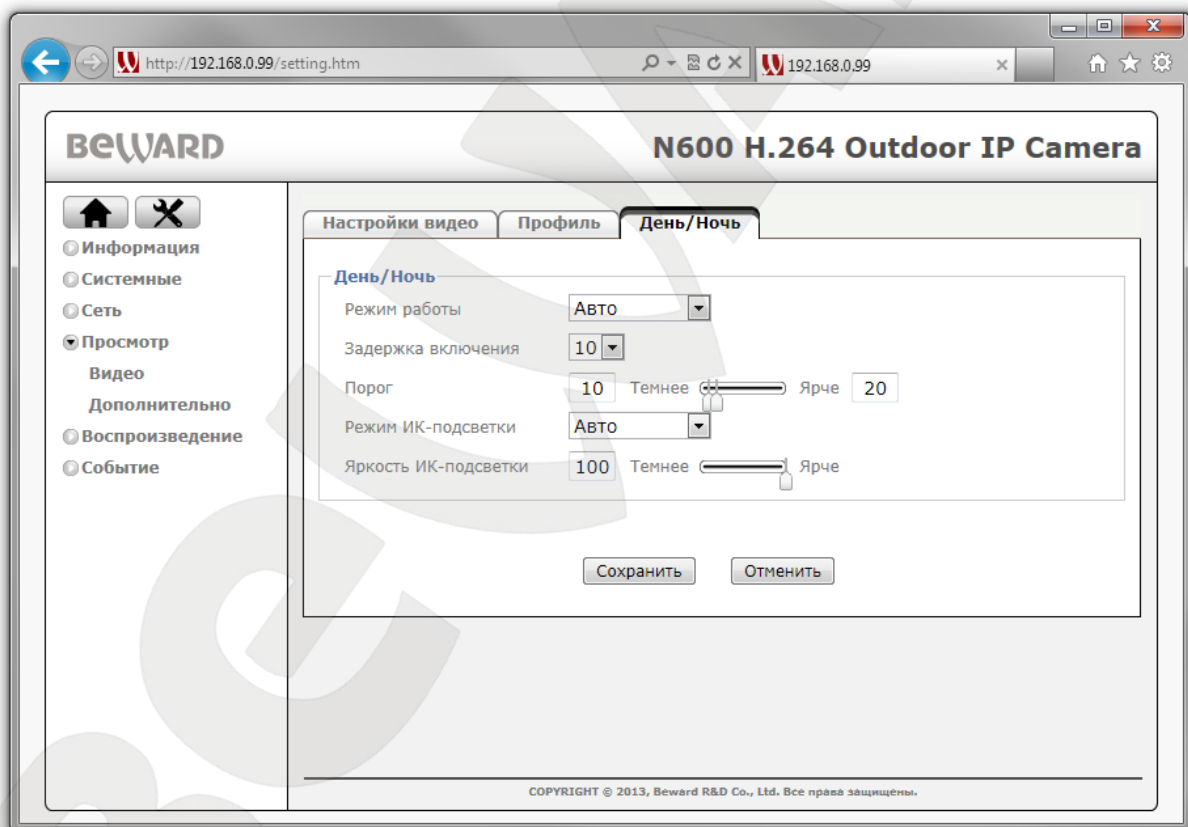 http://192.168.0.99/setting.htm
192.168.0.99
BEWARD
N600 H.264 Outdoor IP Camera
Информация
Системные
Сеть
Просмотр
Видео
Дополнительно
Воспроизведение
Событие
Настройки видео Профиль День/Ночь
День/Ночь
Режим работы Авто
Задержка включения 10
Порог 10 Темнее Ярче 20
Режим ИК-подсветки Авто
Яркость ИК-подсветки 100 Темнее Ярче
Сохранить Отменить
COPYRIGHT © 2013, Beward R&D Co., Ltd. Все права защищены.